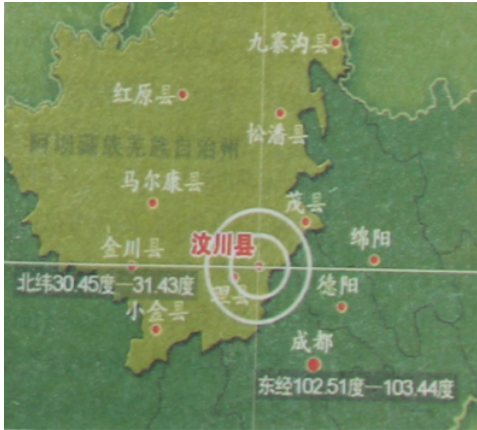 九寨沟县
红原县
松潘县
阿坝藏族羌族自治州
马尔康县
茂县
汶川县
绵阳
金川县
北纬30.45度—31.43度
理县
德阳
小金县
成都
东经102.51度—103.44度